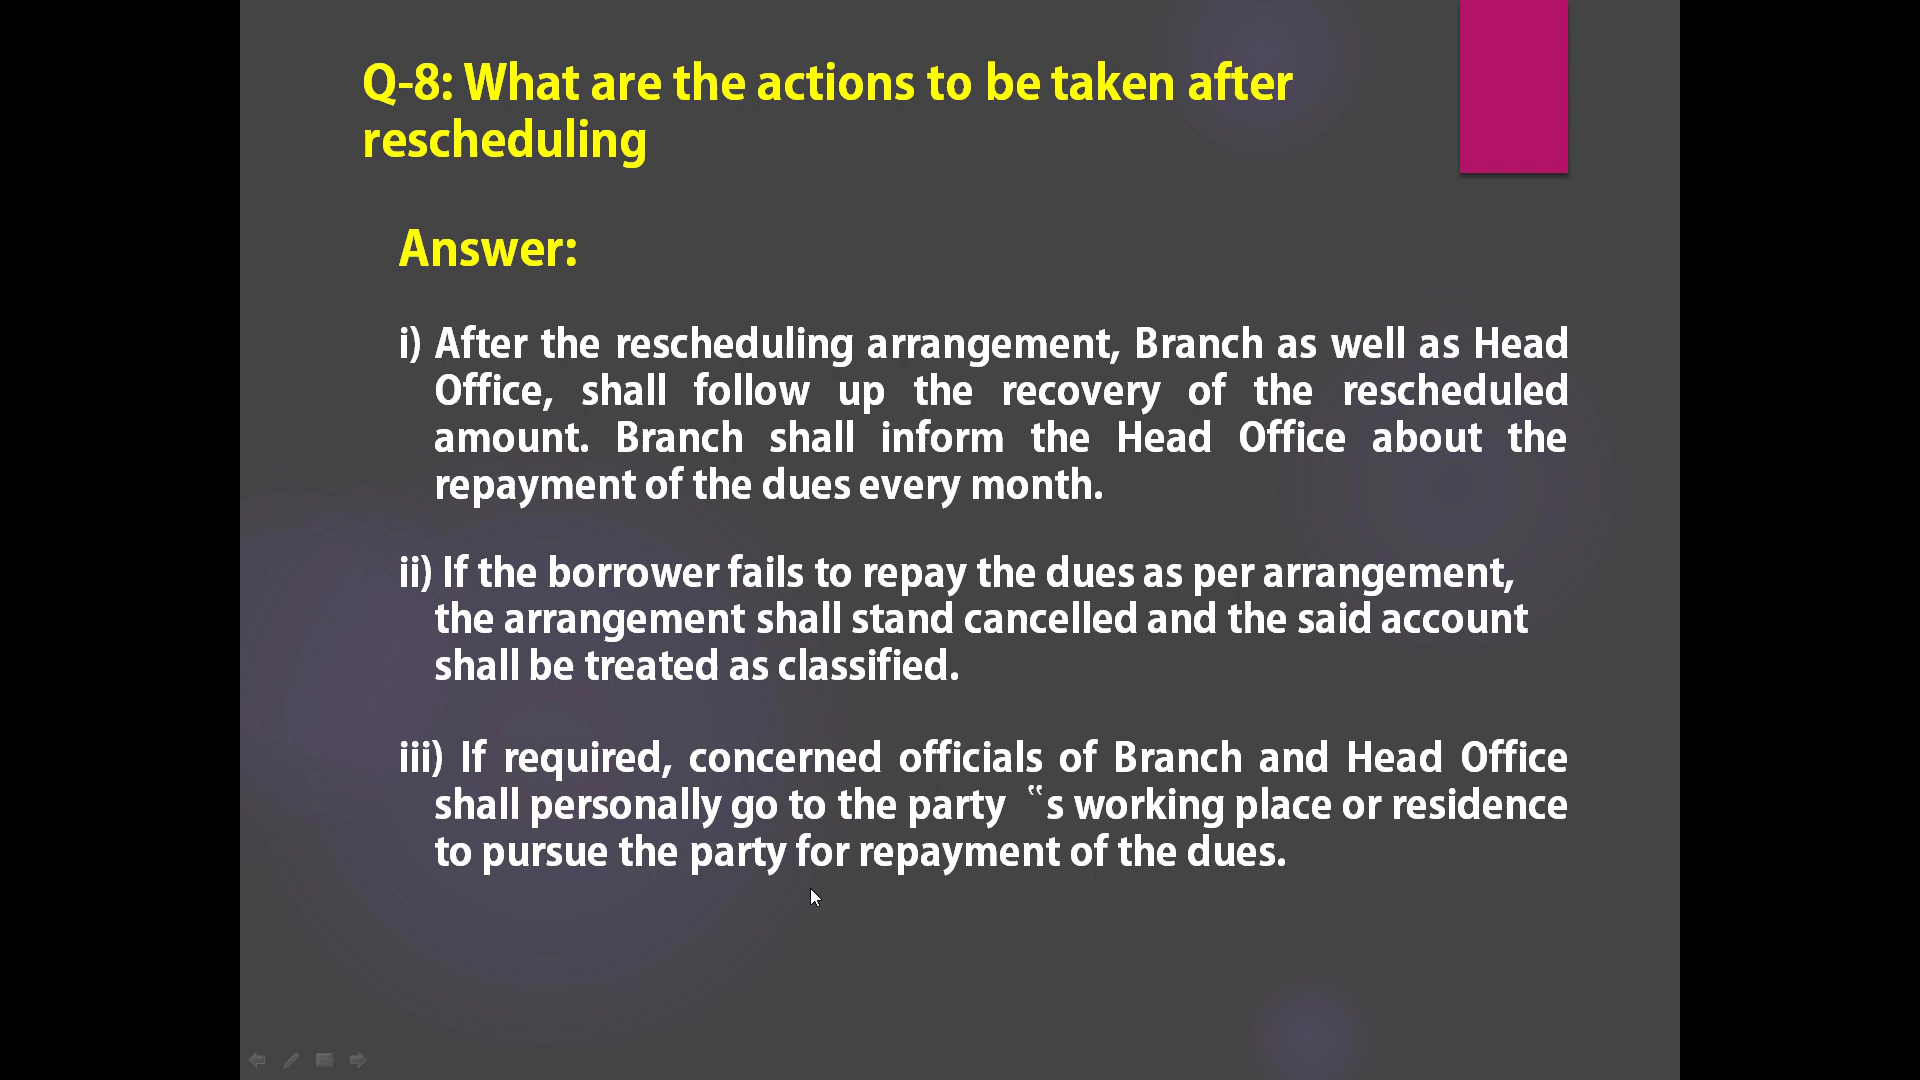 Q-8: What are the actions to be taken after
rescheduling
Answer:
i) After the rescheduling arrangement, Branch as well as Head
Office, shall follow up the recovery of the rescheduled
amount. Branch shall inform the Head Office about the
repayment of the dues every month.
ii) If the borrower fails to repay the dues as per arrangement,
the arrangement shall stand cancelled and the said account
shall be treated as classified.
iii) If required, concerned officials of Branch and Head Office
shall personally go to the party ‟s working place or residence
to pursue the party for repayment of the dues.